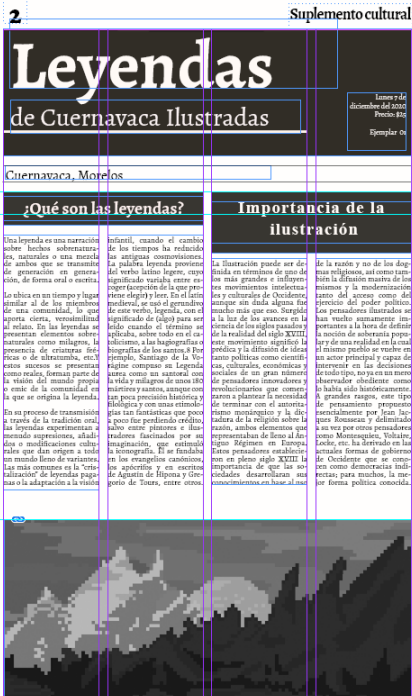 2
Suplemento cultural
Leyendas
de Cuernavaca Ilustradas
Lunes 7 de
diciembre del 2020
Precio: $25
Ejemplar 01
Cuernavaca, Morelos
¿Qué son las leyendas?
Una leyenda es una narración
sobre hechos sobrenatura-
les, naturales o una mezcla
de ambos que se transmite
de generación en genera-
ción, de forma oral o escrita.
Lo ubica en un tiempo y lugar
similar al de los miembros
de una comunidad, lo que
aporta cierta, verosimilitud
al relato. En las leyendas se
presentan elementos sobre-
naturales como milagros, la
presencia de criaturas feé-
ricas o de ultratumba, etc.Y
estos sucesos se presentan
como reales, forman parte de
la visión del mundo propia
o emic de la comunidad en
la que se origina la leyenda.
En su proceso de transmisión
a través de la tradición oral,
las leyendas experimentan a
menudo supresiones, añadi-
dos o modificaciones cultu-
rales que dan origen a todo
un mundo lleno de variantes.
Las más comunes es la "cris-
talización" de leyendas paga-
nas o la adaptación a la visión
infantil, cuando el cambio
de los tiempos ha reducido
las antiguas cosmovisiones.
La palabra leyenda proviene
del verbo latino legere, cuyo
significado variaba entre es-
coger (acepción de la que pro-
viene elegir) y leer. En el latín
medieval, se usó el gerundivo
de este verbo, legenda, con el
significado de (algo) para ser
leído cuando el término se
aplicaba, sobre todo en el ca-
tolicismo, a las hagiografías o
biografías de los santos.8 Por
ejemplo, Santiago de la Vo-
rágine compuso su Legenda
aurea como un santoral con
la vida y milagros de unos 180
mártires y santos, aunque con
tan poca precisión histórica y
filológica y con unas etimolo-
gías tan fantásticas que poco
a poco fue perdiendo crédito,
salvo entre pintores e ilus-
tradores fascinados por su
imaginación, que estimuló
la iconografía. Él se fundaba
en los evangelios canónicos,
los apócrifos y en escritos
de Agustín de Hipona y Gre-
gorio de Tours, entre otros.
Importancia de la
ilustración
La Ilustración puede ser de-
finida en términos de uno de
los más grandes e influyen-
tes movimientos intelectua-
les y culturales de Occidente,
aunque sin duda alguna fue
mucho más que eso. Surgida
a la luz de los avances en la
ciencia de los siglos pasados y
la realidad del siglo XVIII,
este movimiento significó la
prédica y la difusión de ideas
tanto políticas como científi-
cas, culturales, económicas y
sociales de un gran número
de pensadores innovadores y
revolucionarios que comen-
zaron a plantear la necesidad
de terminar con el autorita-
rismo monárquico y la dic-
tadura de la religión sobre la
razón, ambos elementos que
representaban de lleno al An-
tiguo Régimen en Europa.
Estos pensadores establecie-
ron en pleno siglo XVIII la
importancia de que las so-
ciedades desarrollaran sus
conocimientos en base al uso
de la razón y no de los dog-
mas religiosos, así como tam-
bién la difusión masiva de los
mismos y la modernización
tanto del acceso como del
ejercicio del poder político.
Los pensadores ilustrados se
han vuelto sumamente im-
portantes a la hora de definir
la noción de un nuevo popu-
lar y de una realidad en la cual
el mismo pueblo se vuelve en
un actor principal y capaz de
intervenir en las decisiones
de todo tipo, no ya en un mero
observador obediente como
lo había sido históricamente.
A grandes rasgos, este tipo
de pensamiento propuesto
esencialmente por Jean Jac-
ques Rousseau y delimitado
a su vez por otros pensadores
como Montesquieu, Voltaire,
Locke, etc. ha derivado en las
actuales formas de gobierno
de Occidente que se cono-
cen como democracias indi-
rectas; para muchos, la me-
jor forma política conocida.